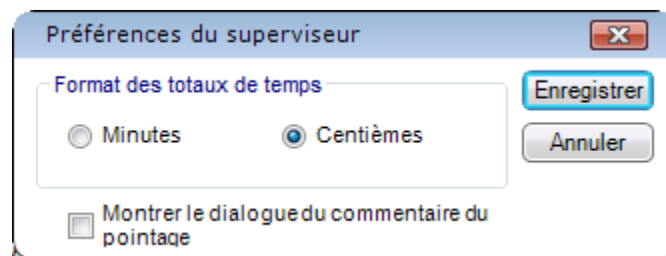 Préférences du superviseur
Format des totaux de temps
Enregistrer
Minutes
Centièmes
Annuler
Montrer le dialogue du commentaire du
pointage